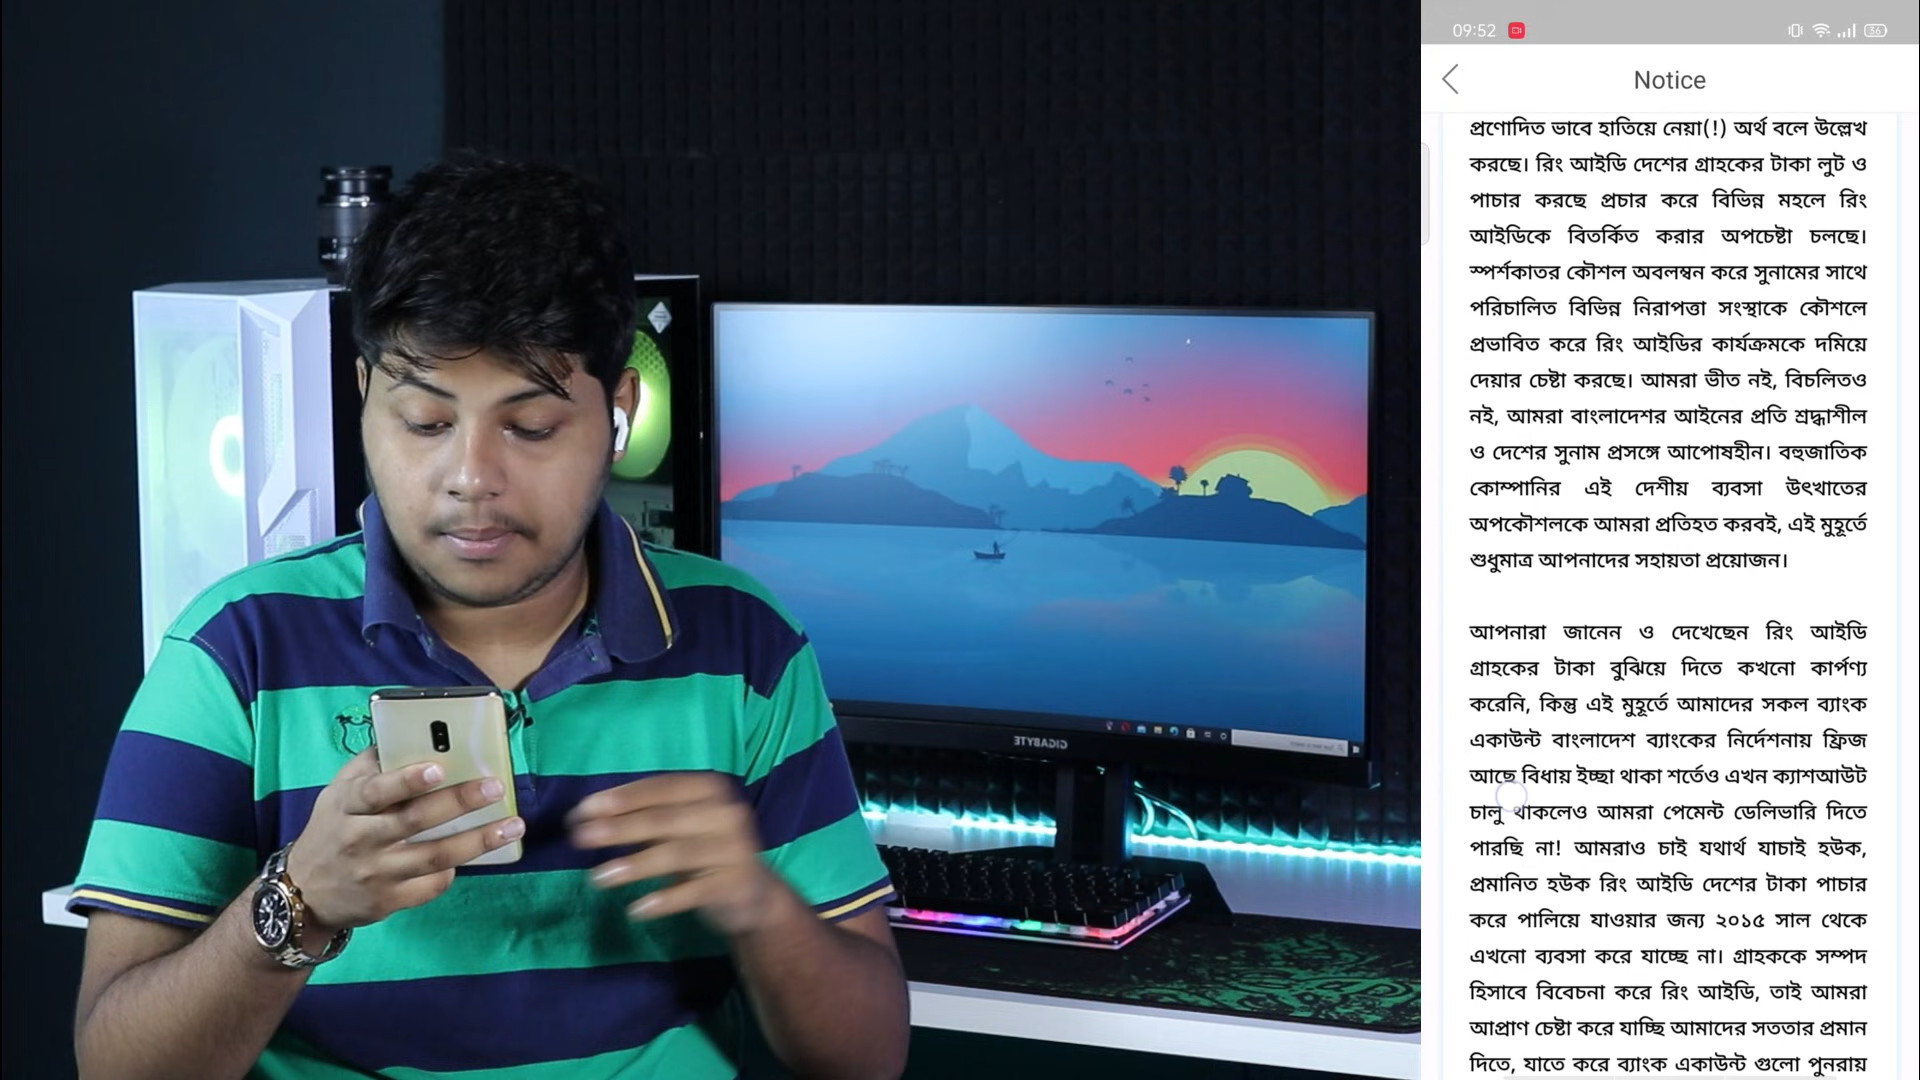 09:52
56
Notice
প্রণোদিত ভাবে হাতিয়ে নেয়া(!) অর্থ বলে উল্লেখ
করছে। রিং আইডি দেশের গ্রাহকের টাকা লুট ও
পাচার করছে প্রচার করে বিভিন্ন মহলে রিং
আইডিকে বিতর্কিত করার অপচেষ্টা চলছে।
স্পর্শকাতর কৌশল অবলম্বন করে সুনামের সাথে
পরিচালিত বিভিন্ন নিরাপত্তা সংস্থাকে কৌশলে
প্রভাবিত করে রিং আইডির কার্যক্রমকে দমিয়ে
দেয়ার চেষ্টা করছে। আমরা ভীত নই, বিচলিতও
নই, আমরা বাংলাদেশর আইনের প্রতি শ্রদ্ধাশীল
ও দেশের সুনাম প্রসঙ্গে আপোষহীন। বহুজাতিক
কোম্পানির এই দেশীয় ব্যবসা উৎখাতের
অপকৌশলকে আমরা প্রতিহত করবই, এই মুহূর্তে
শুধুমাত্র আপনাদের সহায়তা প্রয়োজন।
আপনারা জানেন ও দেখেছেন রিং আইডি
গ্রাহকের টাকা বুঝিয়ে দিতে কখনো কার্পণ্য
করেনি, কিন্তু এই মুহূর্তে আমাদের সকল ব্যাংক
একাউন্ট বাংলাদেশ ব্যাংকের নির্দেশনায় ফ্রিজ
আছে বিধায় ইচ্ছা থাকা শর্তেও এখন ক্যাশআউট
চালু থাকলেও আমরা পেমেন্ট ডেলিভারি দিতে
পারছি না! আমরাও চাই যথার্থ যাচাই হউক,
প্রমানিত হউক রিং আইডি দেশের টাকা পাচার
করে পালিয়ে যাওয়ার জন্য ২০১৫ সাল থেকে
এখনো ব্যবসা করে যাচ্ছে না। গ্রাহককে সম্পদ
হিসাবে বিবেচনা করে রিং আইডি, তাই আমরা
আপ্রাণ চেষ্টা করে যাচ্ছি আমাদের সততার প্রমান
দিতে, যাতে করে ব্যাংক একাউন্ট গুলো পুনরায়
GIGABYTE